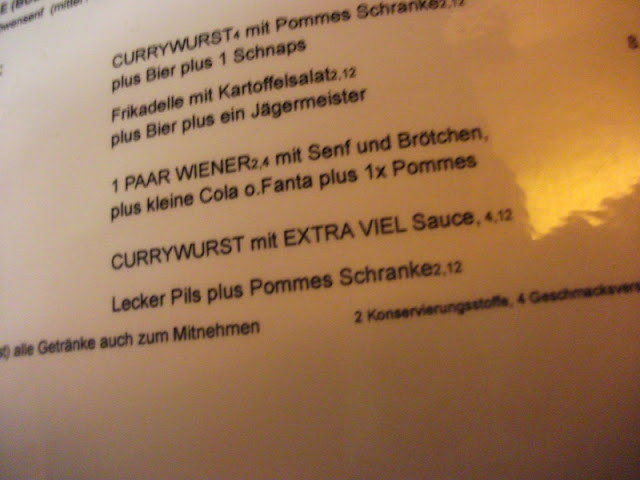 CURRYWURST4 mit Pommes Schranke2,12
plus Bier plus 1 Schnaps
Frikadelle mit Kartoffelsalat2,12
plus Bier plus ein Jägermeister
1 PAAR WIENER2,4 mit Senf und Brötchen,
plus kleine Cola o.Fanta plus 1x Pommes
CURRYWURST mit EXTRA VIEL Sauce, 4,12
Lecker Pils plus Pommes Schranke2,12
alle Getränke auch zum Mitnehmen
2 Konservierungsstoffe, 4 Geschmacksvers